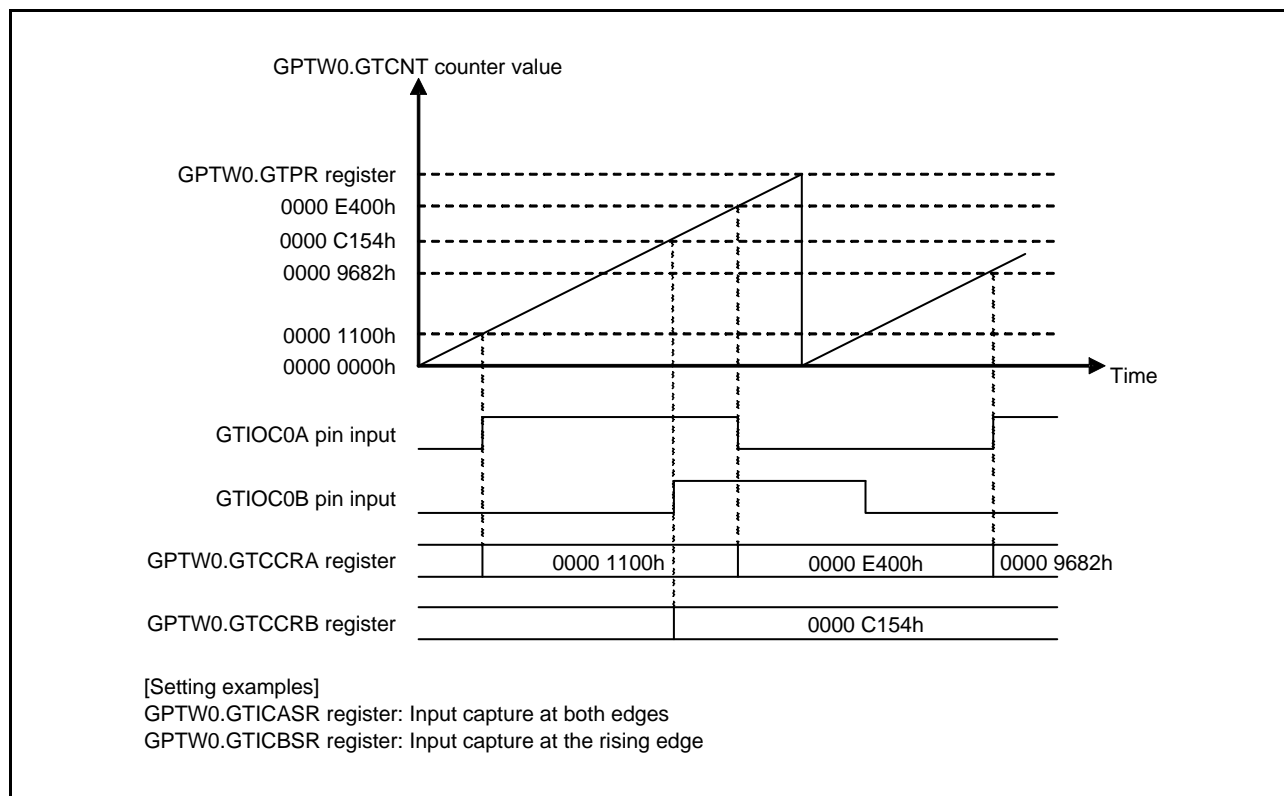 GPTW0.GTCNT counter value
GPTW0.GTPR register
0000 E400h
0000 C154h
0000 9682h
0000 1100h
0000 0000h
Time
GTIOC0A pin input
GTIOC0B pin input
GPTW0.GTCCRA register
0000 1100h
0000 E400h
0000 9682h
GPTW0.GTCCRB register
0000 C154h
[Setting examples]
GPTW0.GTICASR register: Input capture at both edges
GPTW0.GTICBSR register: Input capture at the rising edge